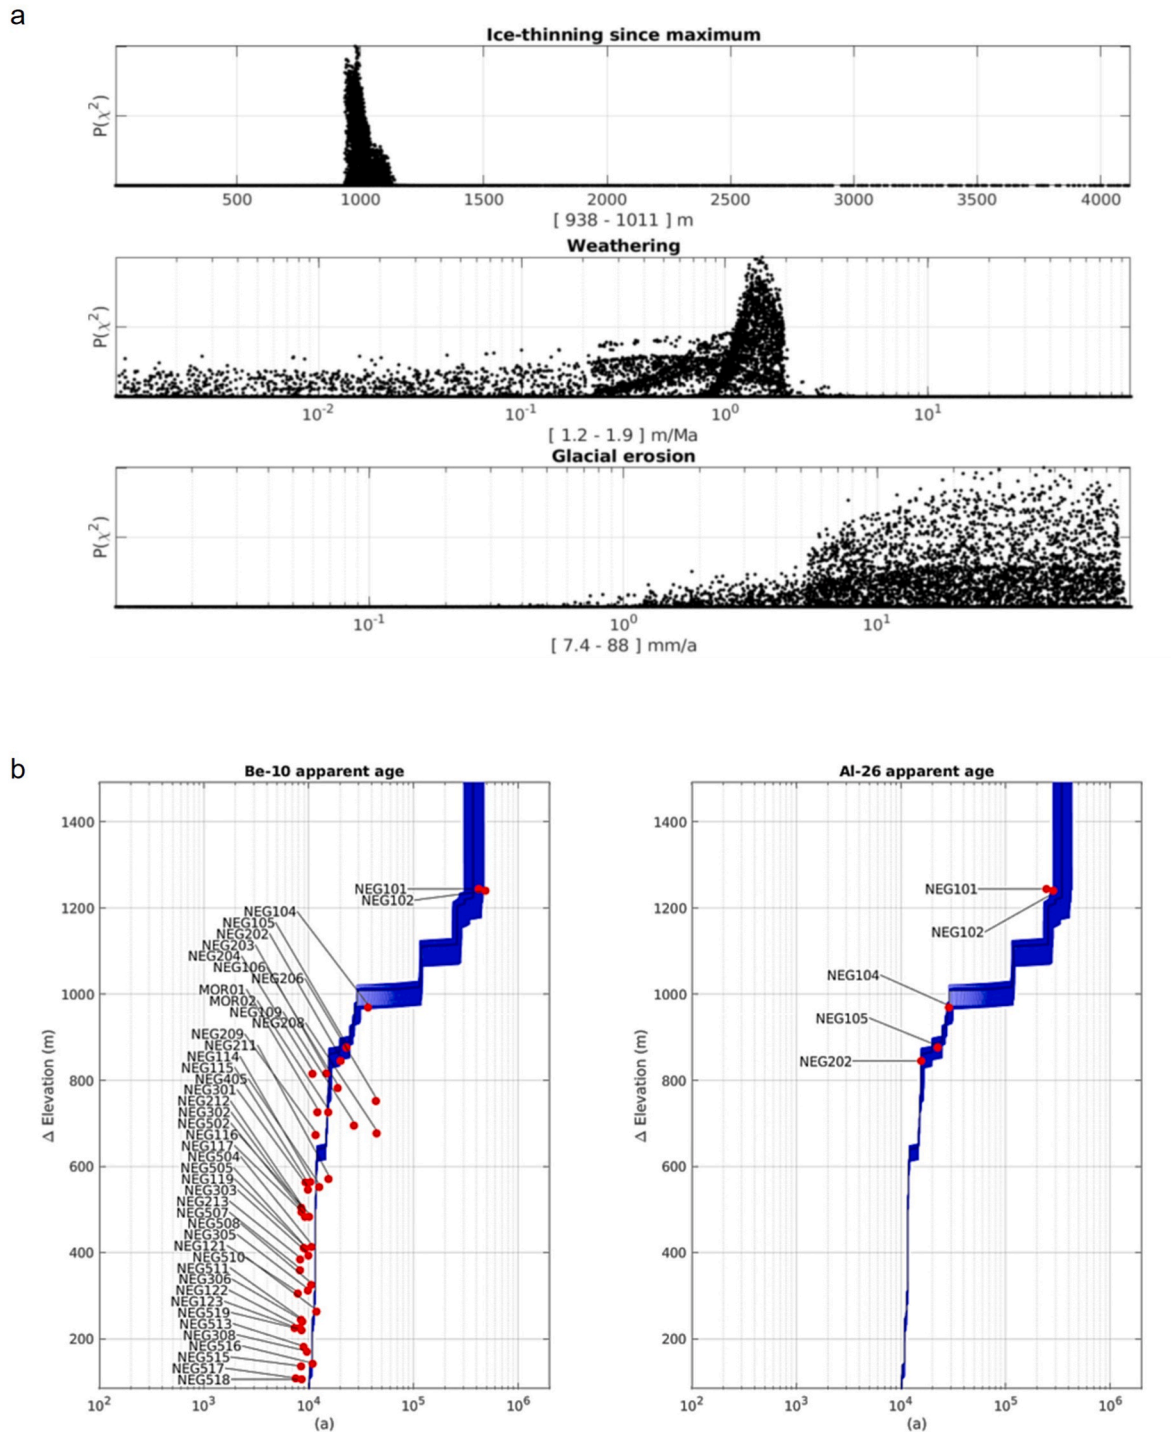 a
Ice-thinning since maximum
P(χ²)
500 1000 1500 2000 2500 3000 3500 4000
[ 938 - 1011 ] m
Weathering
P(χ²)
10⁻² 10⁻¹ 10⁰ 10¹
[ 1.2 - 1.9 ] m/Ma
Glacial erosion
P(χ²)
10⁻¹ 10⁰ 10¹
[ 7.4 - 88 ] mm/a
b
Be-10 apparent age
Δ Elevation (m)
1400
1200
1000
800
600
400
200
NEG101
NEG102
NEG104
NEG105
NEG202
NEG203
NEG204
NEG106
NEG206
MOR01
MOR02
NEG109
NEG208
NEG209
NEG211
NEG114
NEG115
NEG405
NEG301
NEG212
NEG302
NEG502
NEG116
NEG117
NEG504
NEG505
NEG119
NEG303
NEG213
NEG507
NEG508
NEG305
NEG121
NEG510
NEG511
NEG306
NEG122
NEG123
NEG519
NEG513
NEG308
NEG516
NEG515
NEG517
NEG518
10² 10³ 10⁴ 10⁵ 10⁶
(a)
Al-26 apparent age
Δ Elevation (m)
1400
1200
1000
800
600
400
200
NEG101
NEG102
NEG104
NEG105
NEG202
10² 10³ 10⁴ 10⁵ 10⁶
(a)